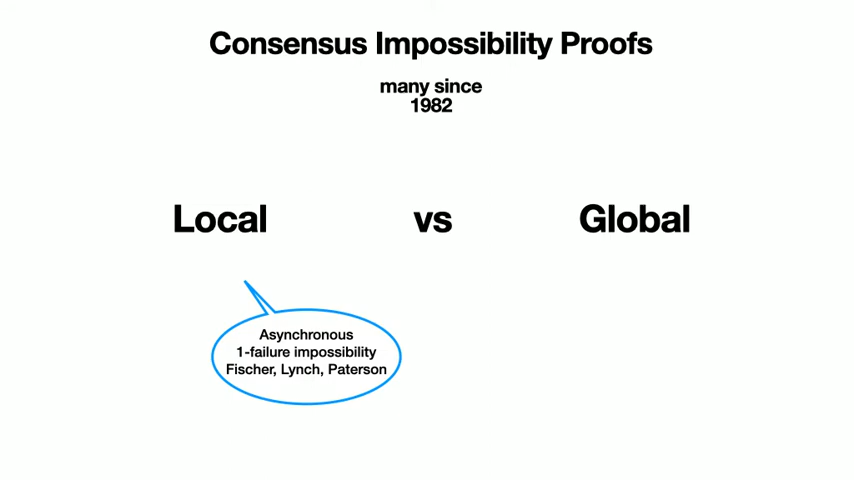 Consensus Impossibility Proofs
many since
1982
Local vs Global
Asynchronous
1-failure impossibility
Fischer, Lynch, Paterson